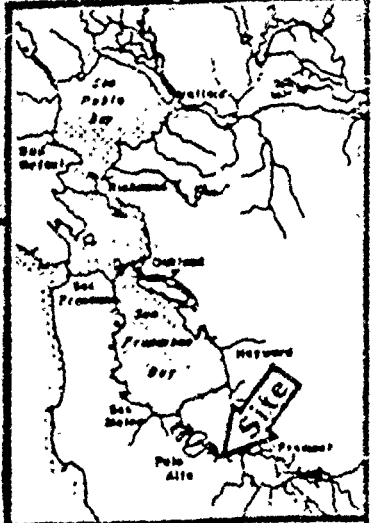 San
Pablo
Bay
Vallejo
San
Rafael
Richmond
Oakland
San
Francisco
San
Francisco
Bay
Hayward
San
Mateo
Site
Fremont
Palo
Alto